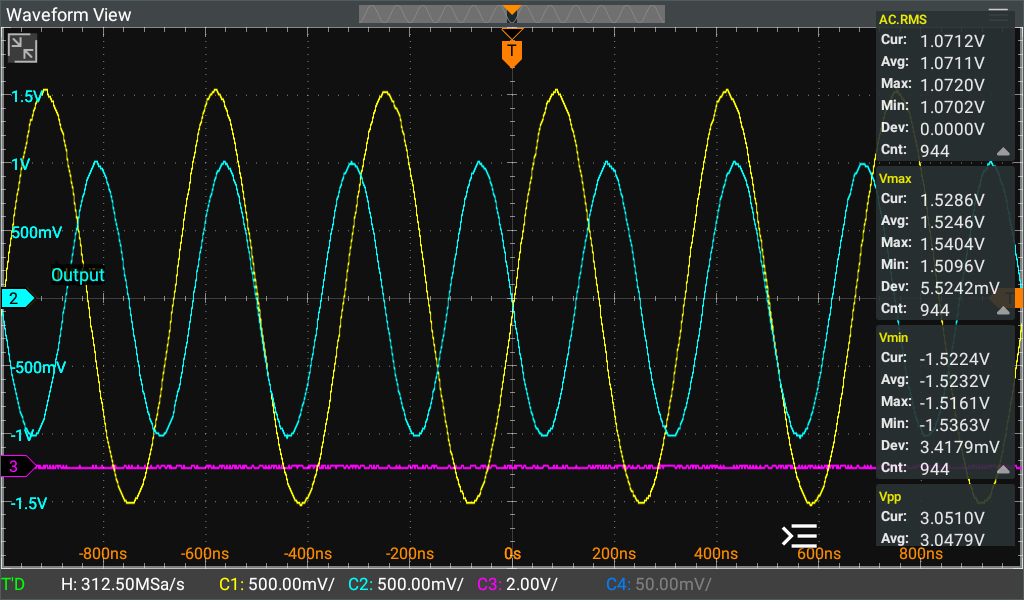 Waveform View
T
1.5V
1V
500mV
Output
2
-500mV
-1V
3
-1.5V
-800ns -600ns -400ns -200ns 0s 200ns 400ns 600ns 800ns
AC.RMS
Cur: 1.0712V
Avg: 1.0711V
Max: 1.0720V
Min: 1.0702V
Dev: 0.0000V
Cnt: 944
Vmax
Cur: 1.5286V
Avg: 1.5246V
Max: 1.5404V
Min: 1.5096V
Dev: 5.5242mV
Cnt: 944
Vmin
Cur: -1.5224V
Avg: -1.5232V
Max: -1.5161V
Min: -1.5363V
Dev: 3.4179mV
Cnt: 944
Vpp
Cur: 3.0510V
Avg: 3.0479V
T'D H: 312.50MSa/s C1: 500.00mV/ C2: 500.00mV/ C3: 2.00V/ C4: 50.00mV/